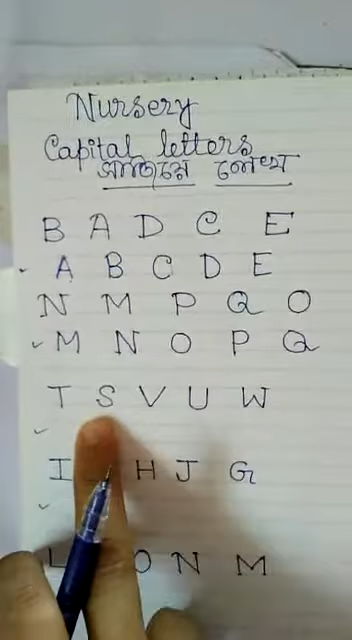 Nursery
Capital letters
সাজিয়ে লেখো
B A D C E
A B C D E
N M P Q O
M N O P Q
T S V U W
I H J G
L O N M